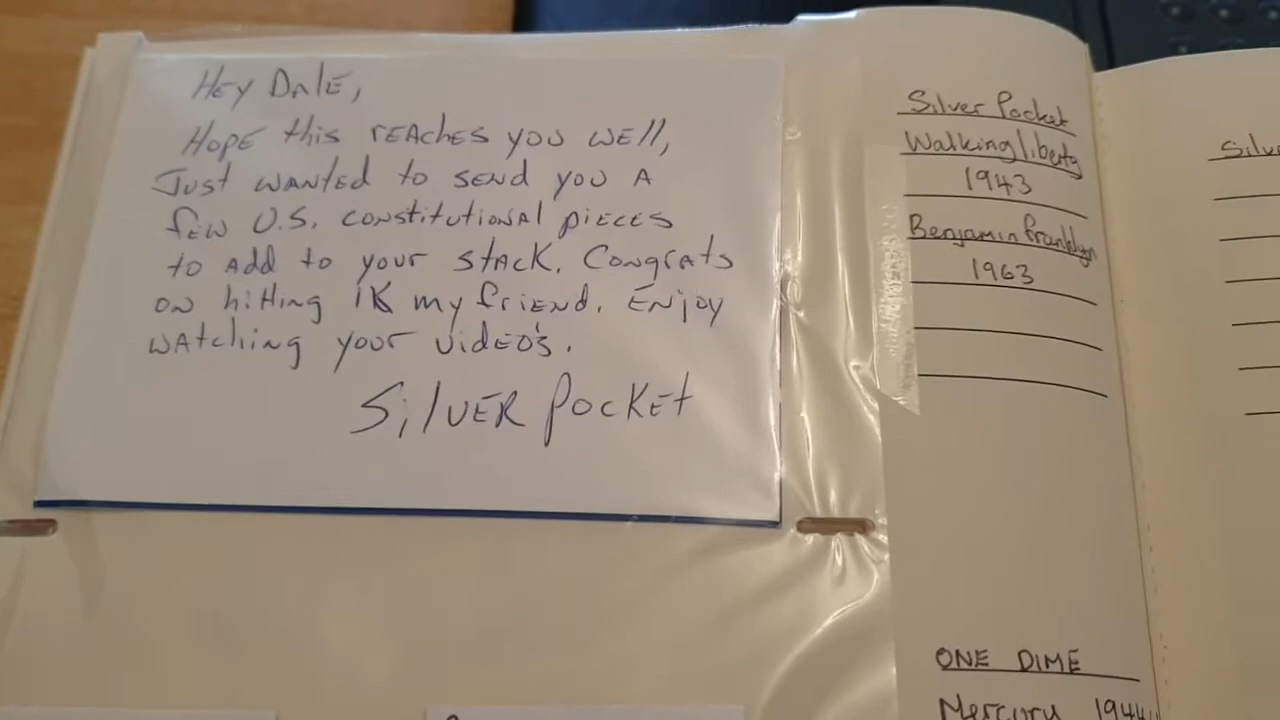 Hey Dale,
Hope this reaches you well,
Just wanted to send you a
few U.S. constitutional pieces
to add to your stack. Congrats
on hitting 1K my friend. Enjoy
watching your video's.
Silver Pocket
Silver Pocket
Walking liberty
1943
Benjamin Franklyn
1963
ONE DIME
Mercury 1944